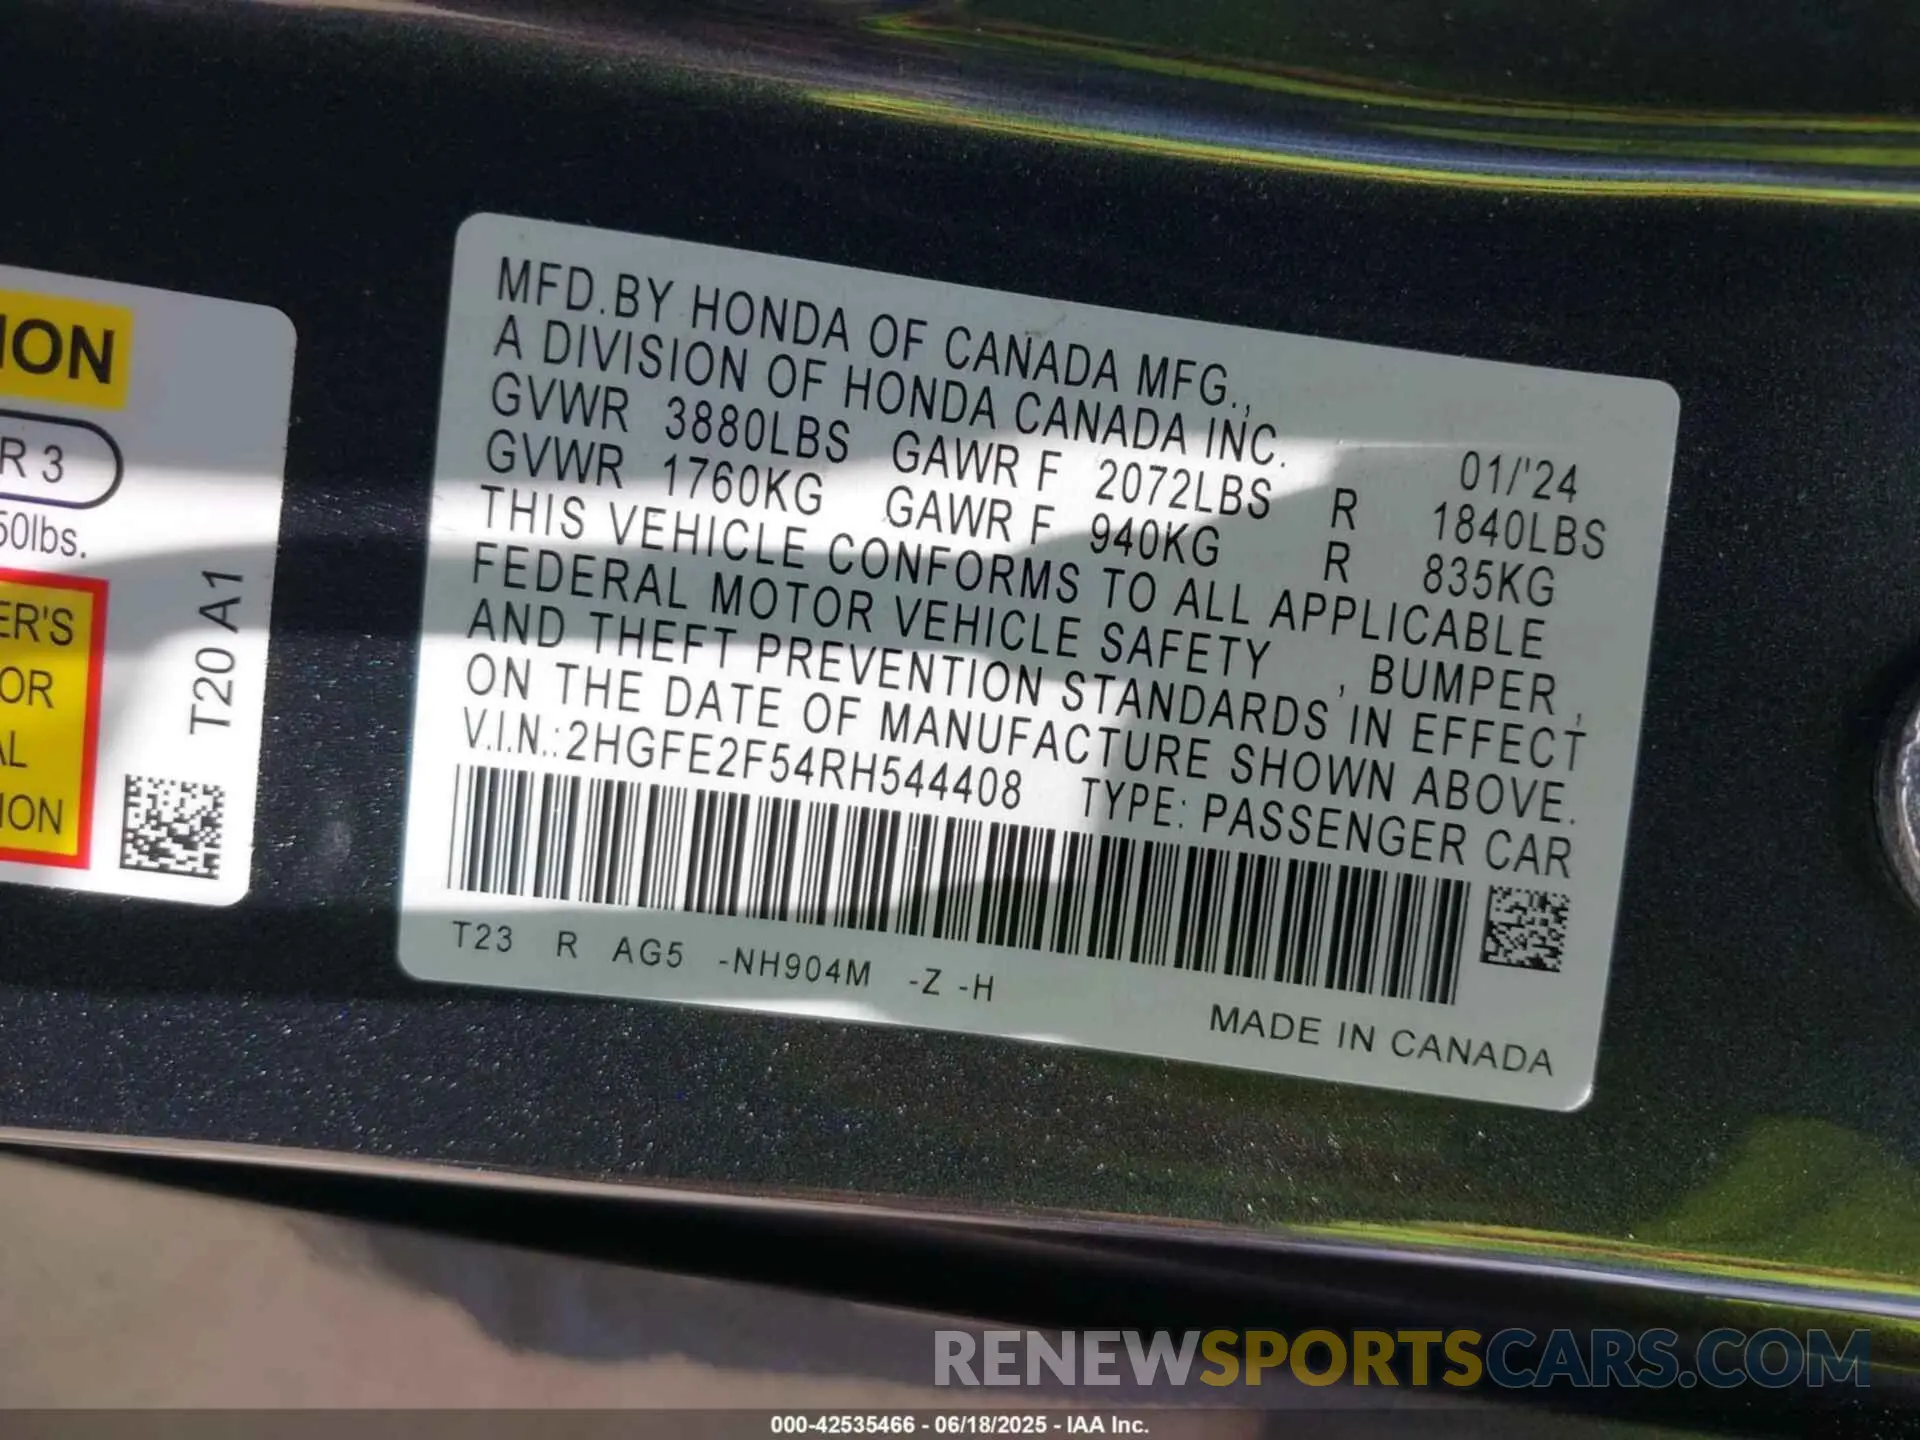 ION
R 3
50lbs.
ER'S
OR
AL
ION
T20 A1
MFD.BY HONDA OF CANADA MFG.,
A DIVISION OF HONDA CANADA INC.
01/'24
GVWR 3880LBS GAWR F 2072LBS R 1840LBS
GVWR 1760KG GAWR F 940KG R 835KG
THIS VEHICLE CONFORMS TO ALL APPLICABLE
FEDERAL MOTOR VEHICLE SAFETY , BUMPER ,
AND THEFT PREVENTION STANDARDS IN EFFECT
ON THE DATE OF MANUFACTURE SHOWN ABOVE.
V.I.N.:2HGFE2F54RH544408 TYPE: PASSENGER CAR
T23 R AG5 -NH904M -Z -H
MADE IN CANADA
RENEWSPORTSCARS.COM
000-42535466 - 06/18/2025 - IAA Inc.